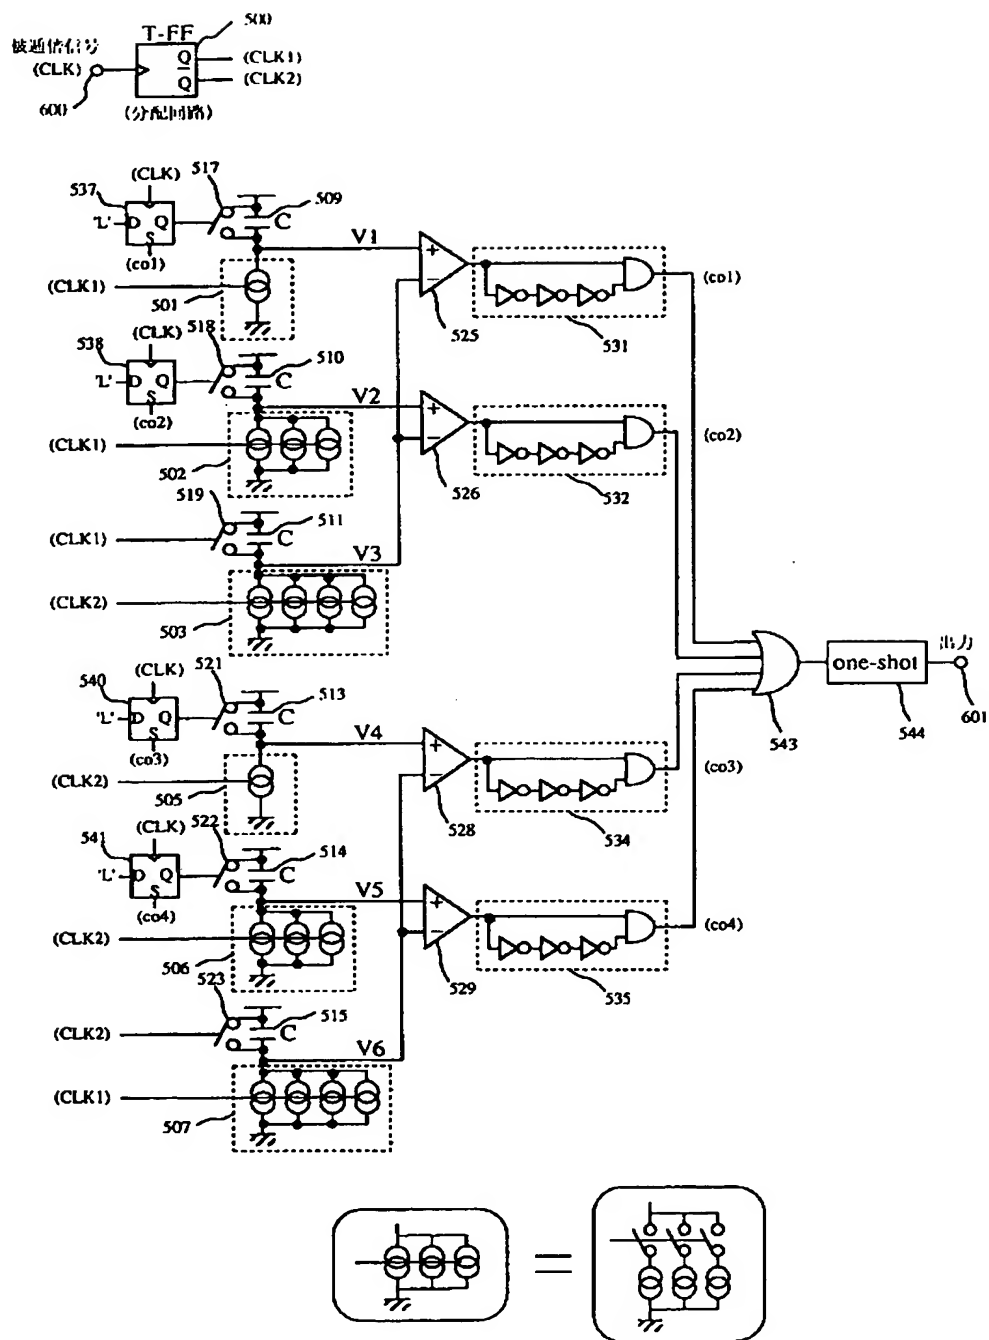 T-FF
500
被逓倍信号
(CLK)
Q
(CLK1)
Q
(CLK2)
600
(分配回路)
(CLK)
517
537
509
'L'
D Q
S
C
V1
(co1)
+
−
(CLK1)
501
525
531
(co1)
(CLK)
518
538
510
'L'
D Q
S
C
V2
(co2)
+
−
(CLK1)
502
526
532
(co2)
519
511
(CLK1)
C
V3
(CLK2)
503
(CLK)
521
540
513
'L'
D Q
S
C
V4
(co3)
+
−
(CLK2)
505
528
534
(co3)
(CLK)
522
541
514
'L'
D Q
S
C
V5
(co4)
+
−
(CLK2)
506
529
535
(co4)
523
515
(CLK2)
C
V6
(CLK1)
507
543
one-shot
544
出力
601